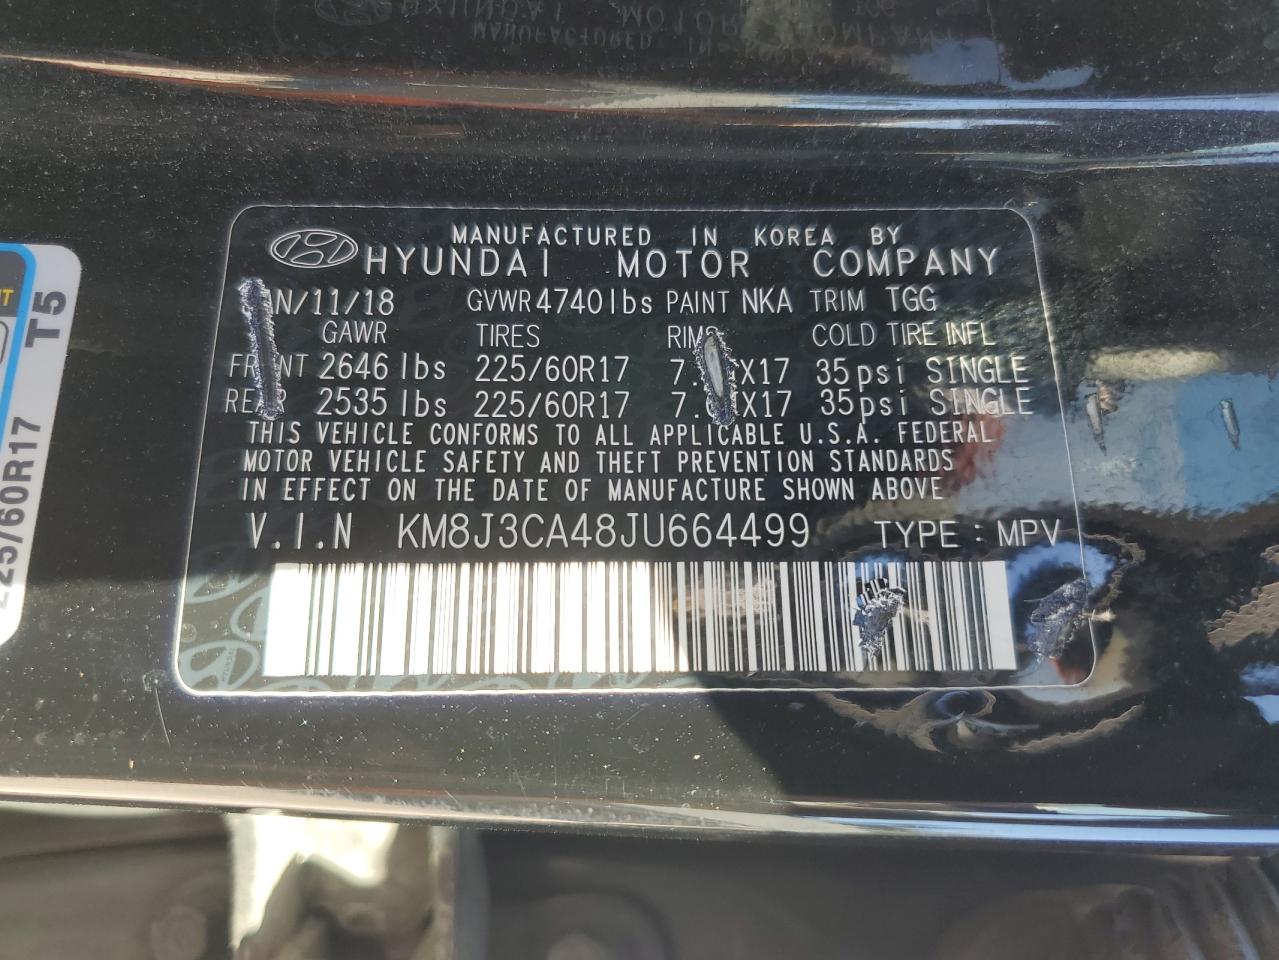 MANUFACTURED IN KOREA BY
HYUNDAI MOTOR COMPANY
/11/18 GVWR 4740 lbs PAINT NKA TRIM TGG
GAWR TIRES RIMS COLD TIRE INFL
FRONT 2646 lbs 225/60R17 35psi SINGLE
REAR 2535 lbs 225/60R17 35psi SINGLE
THIS VEHICLE CONFORMS TO ALL APPLICABLE U.S.A. FEDERAL
MOTOR VEHICLE SAFETY AND THEFT PREVENTION STANDARDS
IN EFFECT ON THE DATE OF MANUFACTURE SHOWN ABOVE
V.I.N KM8J3CA48JU664499 TYPE : MPV
T5
225/60R17